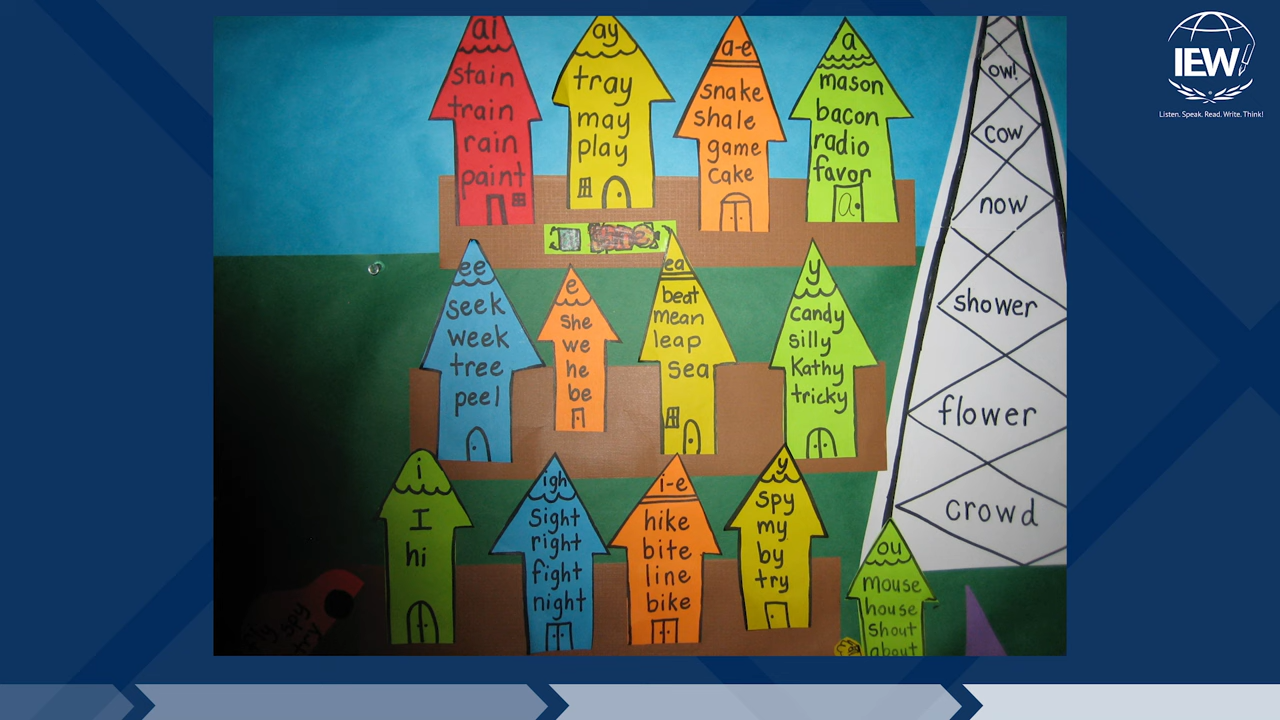 IEW
Listen. Speak. Read. Write. Think!
ai
stain
train
rain
paint
ay
tray
may
play
a-e
snake
shale
game
cake
a
mason
bacon
radio
favor
a
ow!
cow
now
shower
flower
crowd
ee
seek
week
tree
peel
e
she
we
he
be
ea
beat
mean
leap
sea
y
candy
silly
Kathy
tricky
i
I
hi
igh
sight
right
fight
night
i-e
hike
bite
line
bike
y
spy
my
by
try
ou
mouse
house
shout
about
spy